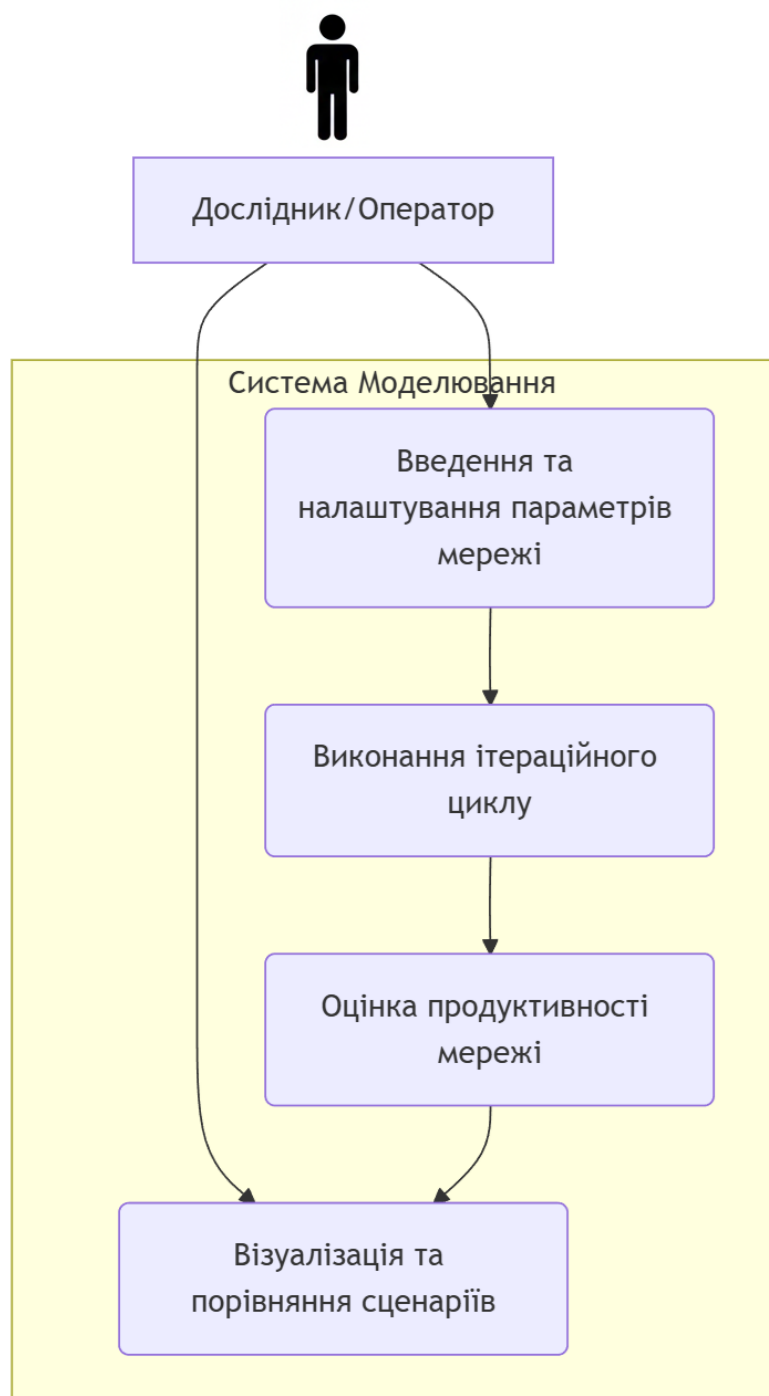 Дослідник/Оператор
Система Моделювання
Введення та
налаштування параметрів
мережі
Виконання ітераційного
циклу
Оцінка продуктивності
мережі
Візуалізація та
порівняння сценаріїв